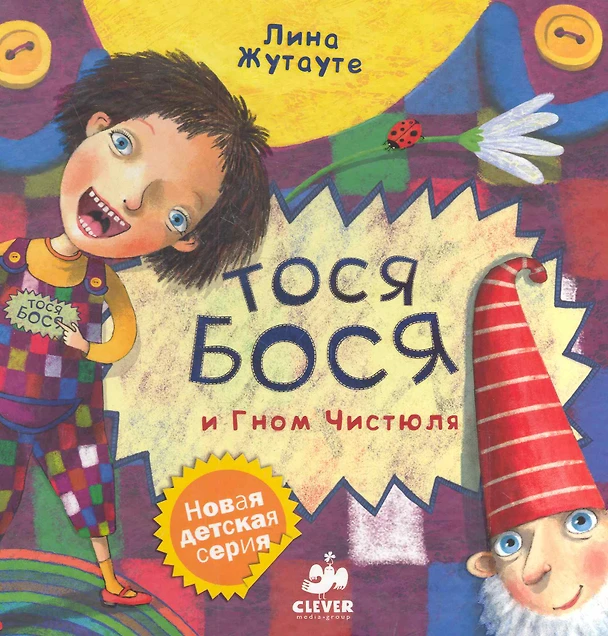 Лина
Жутауте
Тося
Бося
и Гном Чистюля
Тося
Бося
Новая
детская
серия
CLEVER
media-group